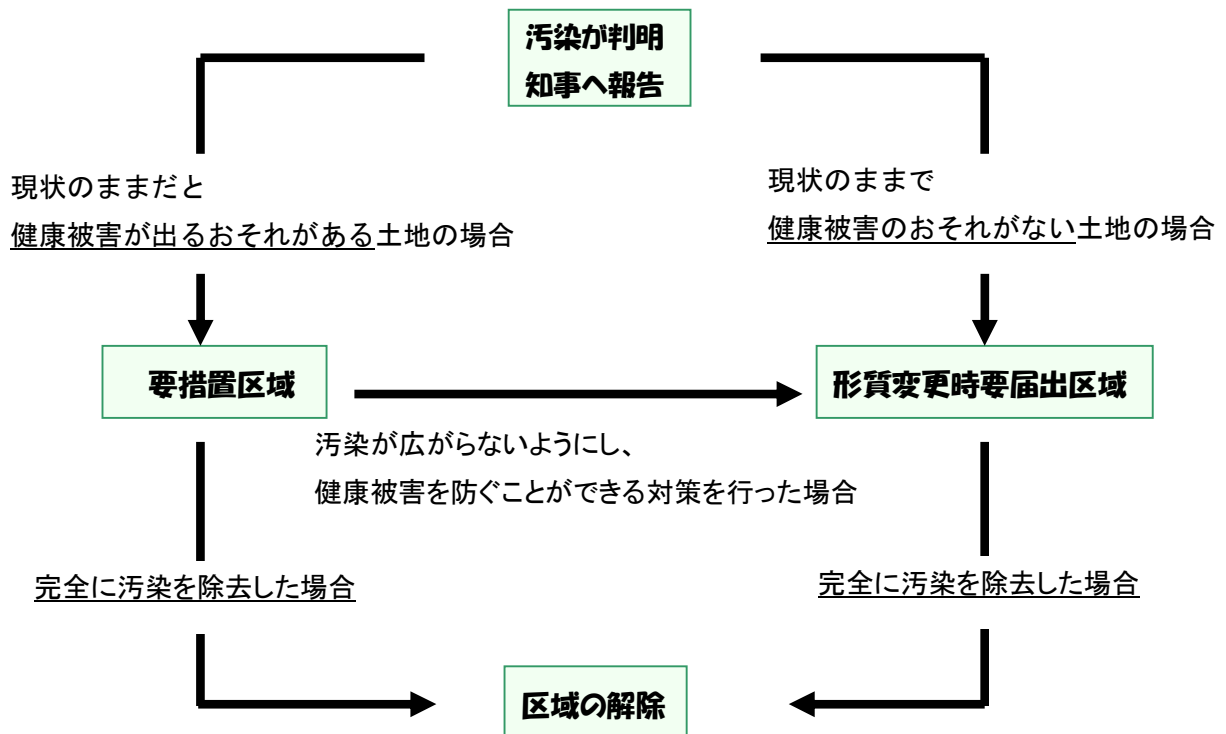 汚染が判明
知事へ報告
現状のままだと
健康被害が出るおそれがある土地の場合
現状のままで
健康被害のおそれがない土地の場合
要措置区域
形質変更時要届出区域
汚染が広がらないようにし、
健康被害を防ぐことができる対策を行った場合
完全に汚染を除去した場合
完全に汚染を除去した場合
区域の解除